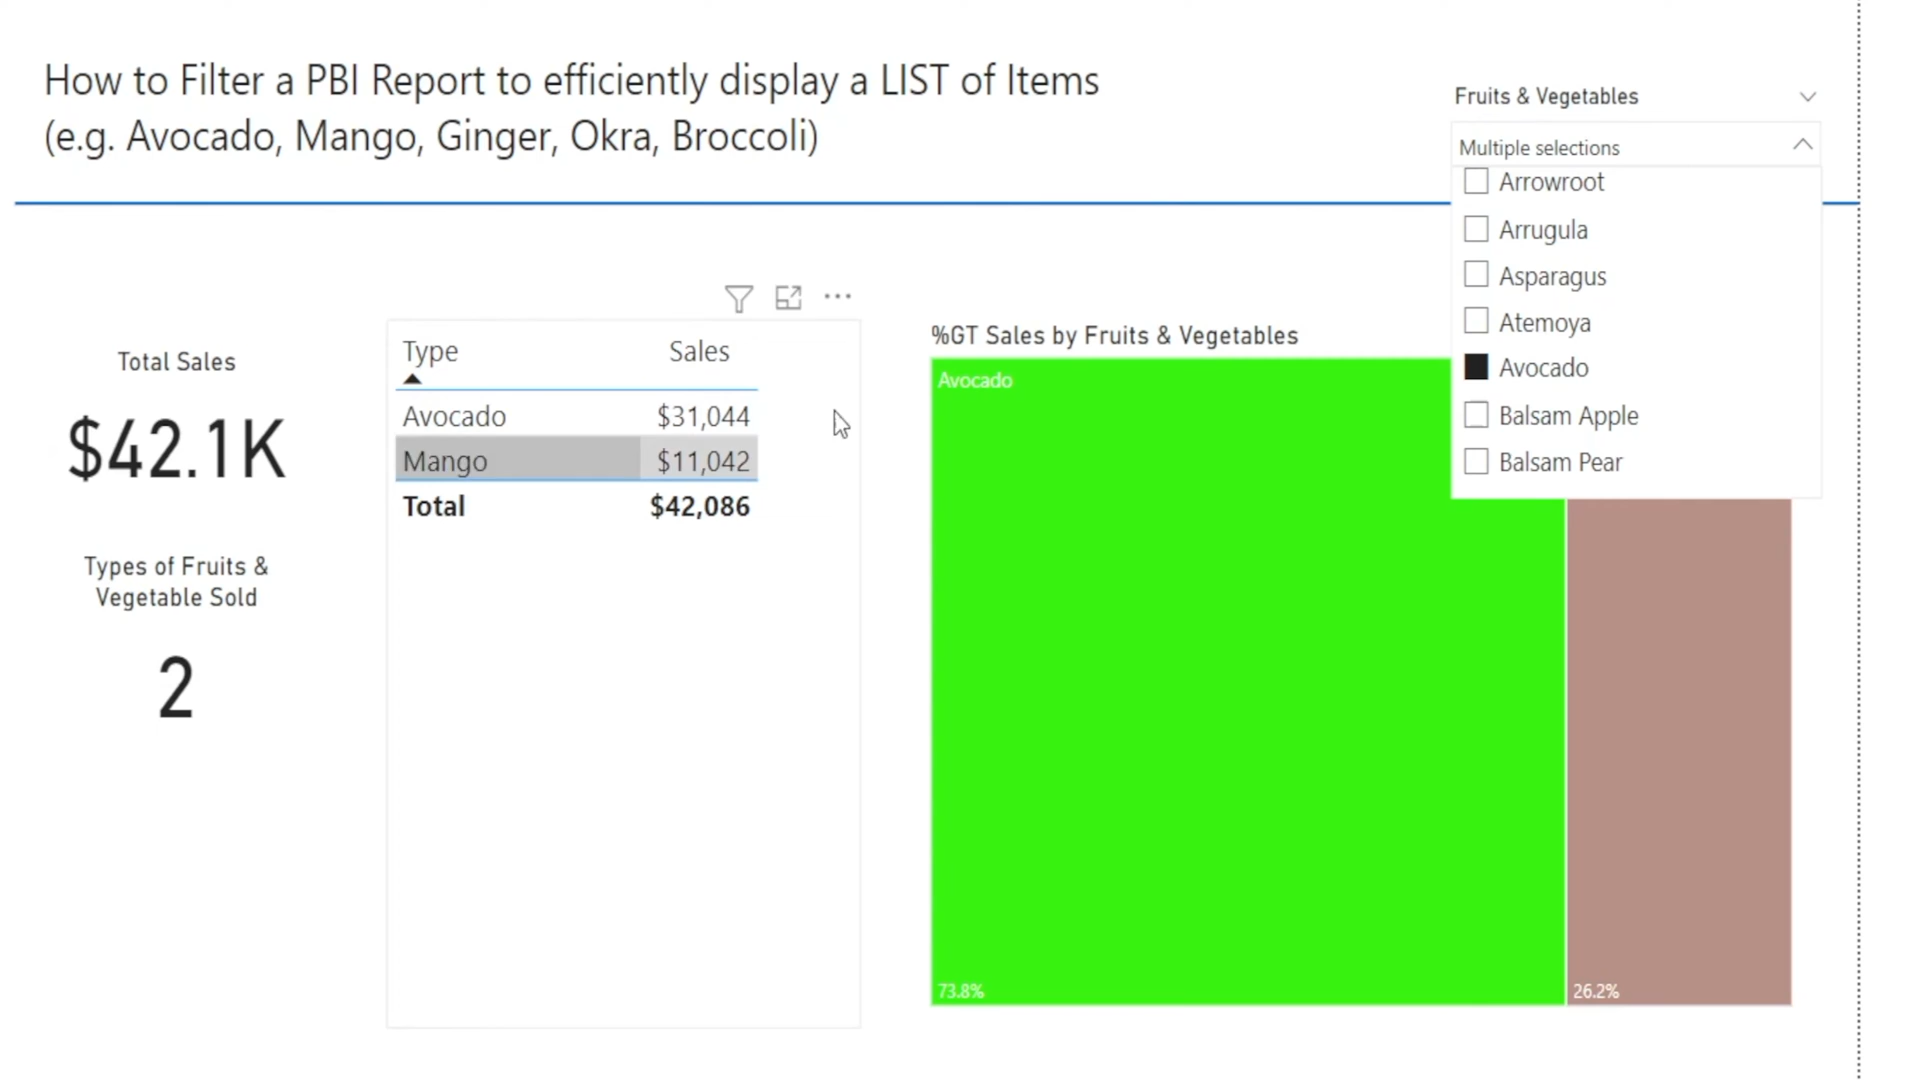 How to Filter a PBI Report to efficiently display a LIST of Items
(e.g. Avocado, Mango, Ginger, Okra, Broccoli)
Fruits & Vegetables
Multiple selections
Arrowroot
Arrugula
Asparagus
Atemoya
Avocado
Balsam Apple
Balsam Pear
Total Sales
$42.1K
Types of Fruits &
Vegetable Sold
2
Type Sales
Avocado $31,044
Mango $11,042
Total $42,086
%GT Sales by Fruits & Vegetables
Avocado
73.8%
26.2%